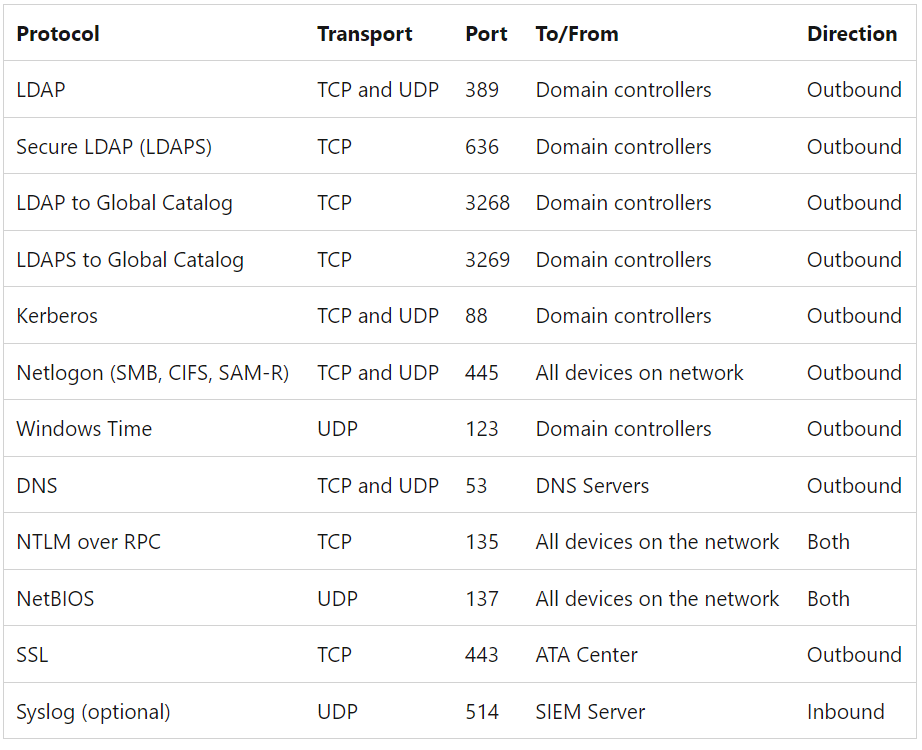 Protocol Transport Port To/From Direction
LDAP TCP and UDP 389 Domain controllers Outbound
Secure LDAP (LDAPS) TCP 636 Domain controllers Outbound
LDAP to Global Catalog TCP 3268 Domain controllers Outbound
LDAPS to Global Catalog TCP 3269 Domain controllers Outbound
Kerberos TCP and UDP 88 Domain controllers Outbound
Netlogon (SMB, CIFS, SAM-R) TCP and UDP 445 All devices on network Outbound
Windows Time UDP 123 Domain controllers Outbound
DNS TCP and UDP 53 DNS Servers Outbound
NTLM over RPC TCP 135 All devices on the network Both
NetBIOS UDP 137 All devices on the network Both
SSL TCP 443 ATA Center Outbound
Syslog (optional) UDP 514 SIEM Server Inbound